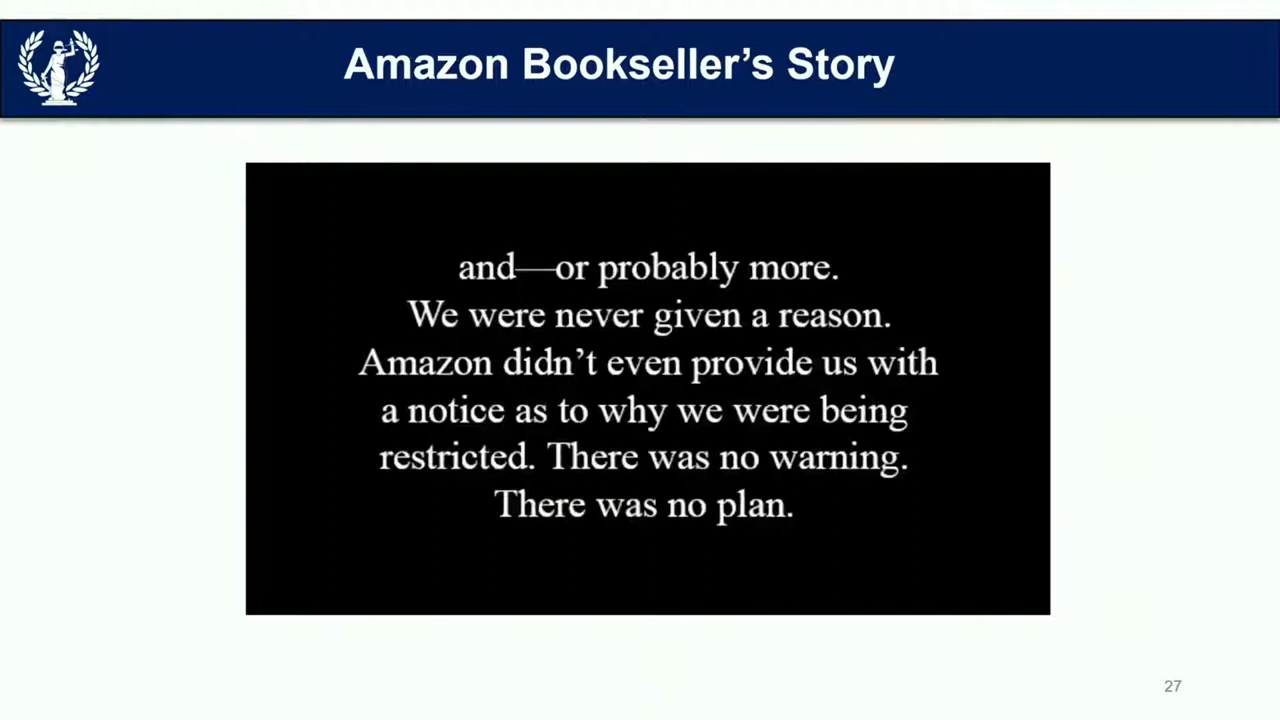 Amazon Bookseller’s Story
and—or probably more.
We were never given a reason.
Amazon didn’t even provide us with
a notice as to why we were being
restricted. There was no warning.
There was no plan.
27